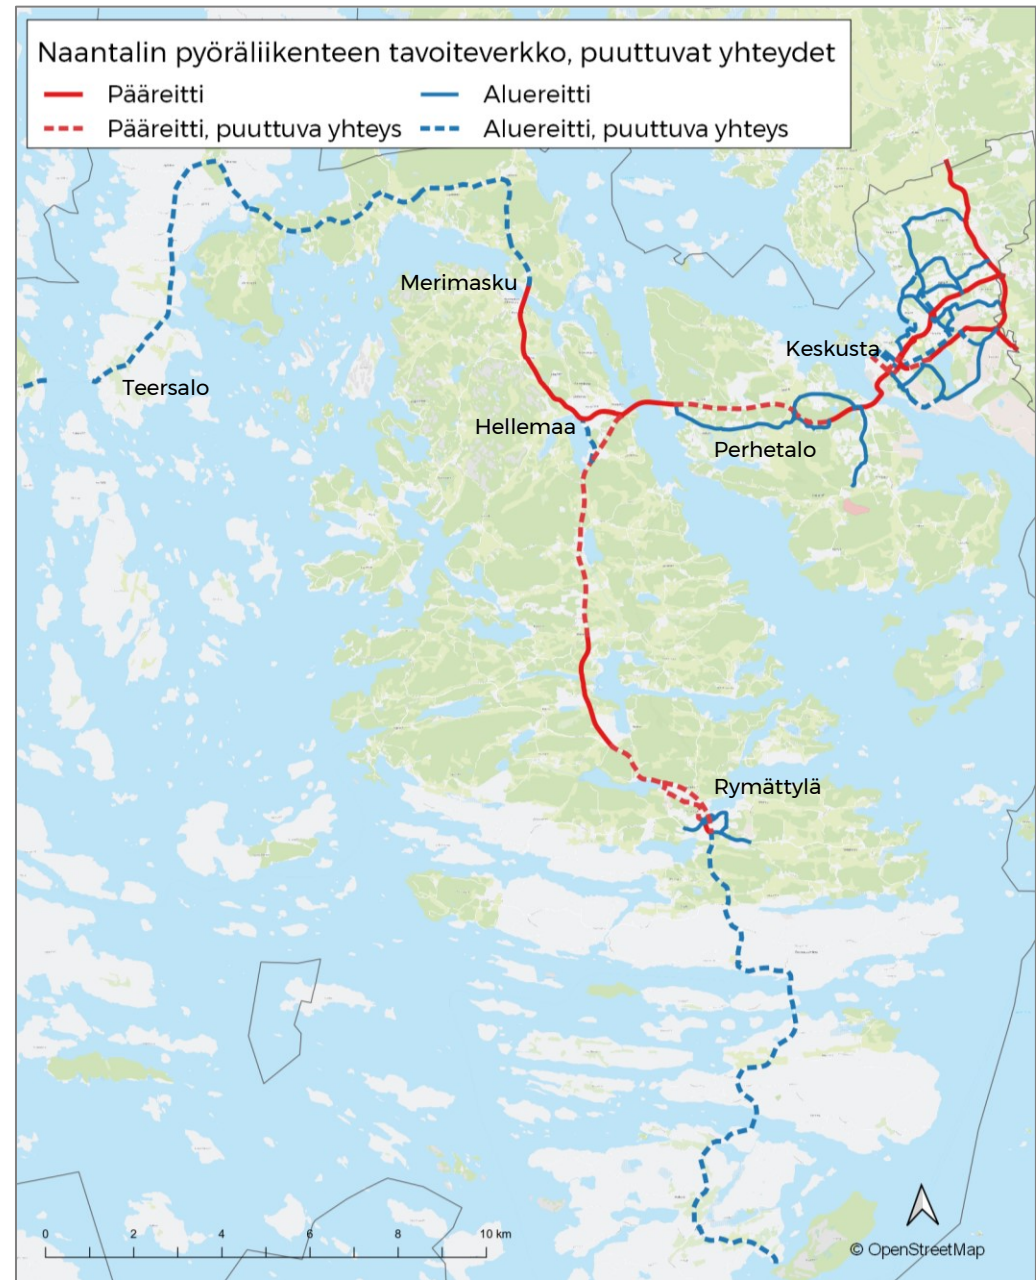 Naantalin pyöräliikenteen tavoiteverkko, puuttuvat yhteydet
Pääreitti
Aluereitti
Pääreitti, puuttuva yhteys
Aluereitti, puuttuva yhteys
Merimasku
Keskusta
Teersalo
Hellemaa
Perhetalo
Rymättylä
0 2 4 6 8 10 km
© OpenStreetMap